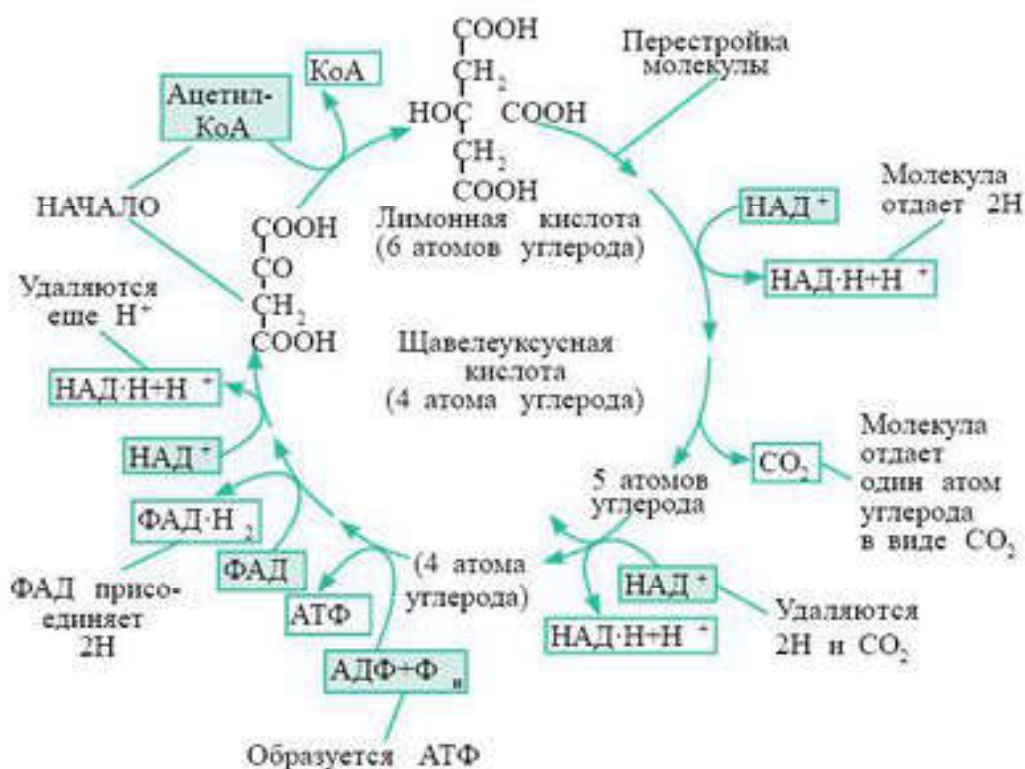 COOH
CH2
HOC COOH
CH2
COOH
Лимонная кислота
(6 атомов углерода)
Перестройка
молекулы
НАД+
Молекула
отдает 2Н
НАД·Н+Н +
CO2
Молекула
отдает
один атом
углерода
в виде CO2
5 атомов
углерода
НАД+
НАД·Н+Н +
Удаляются
2Н и CO2
(4 атома
углерода)
АТФ
АДФ+Ф н
Образуется АТФ
ФАД
ФАД·Н 2
ФАД присо-
единяет
2Н
НАД+
НАД·Н+Н +
Удаляются
еше Н+
COOH
CO
CH2
COOH
Щавелеуксусная
кислота
(4 атома углерода)
НАЧАЛО
Ацетил-
КоА
КоА